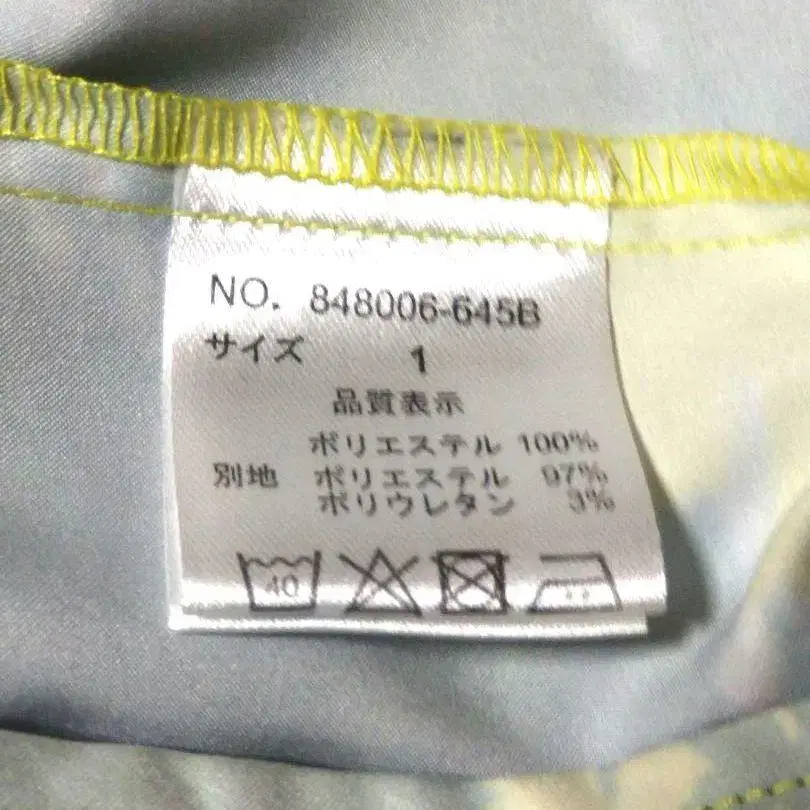 NO. 848006-645B
サイズ 1
品質表示
ポリエステル 100%
別地 ポリエステル 97%
ポリウレタン 3%
40